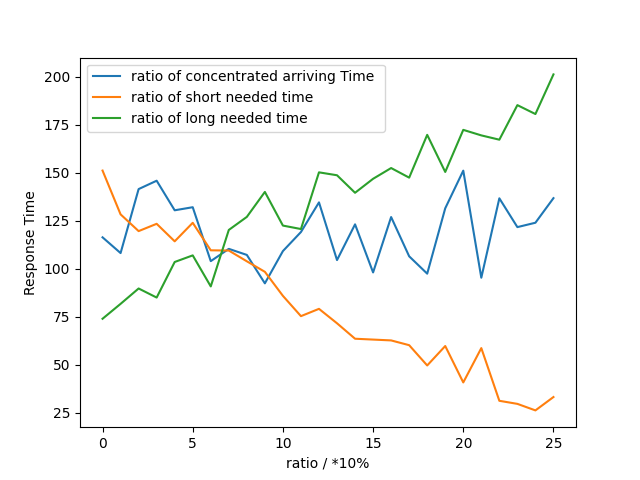 ratio of concentrated arriving Time
ratio of short needed time
ratio of long needed time
Response Time
200
175
150
125
100
75
50
25
0 5 10 15 20 25
ratio / *10%